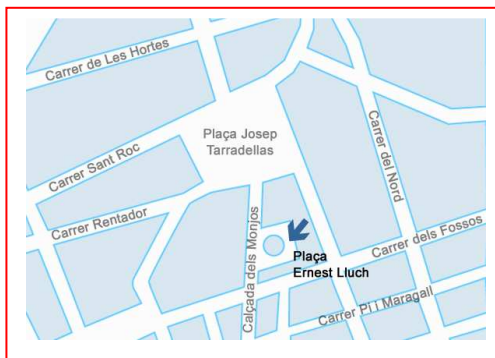 Carrer de Les Hortes
Plaça Josep
Tarradellas
Carrer Sant Roc
Carrer del Nord
Carrer Rentador
Calçada dels Monjos
Carrer dels Fossos
Plaça
Ernest Lluch
Carrer Pi i Maragall